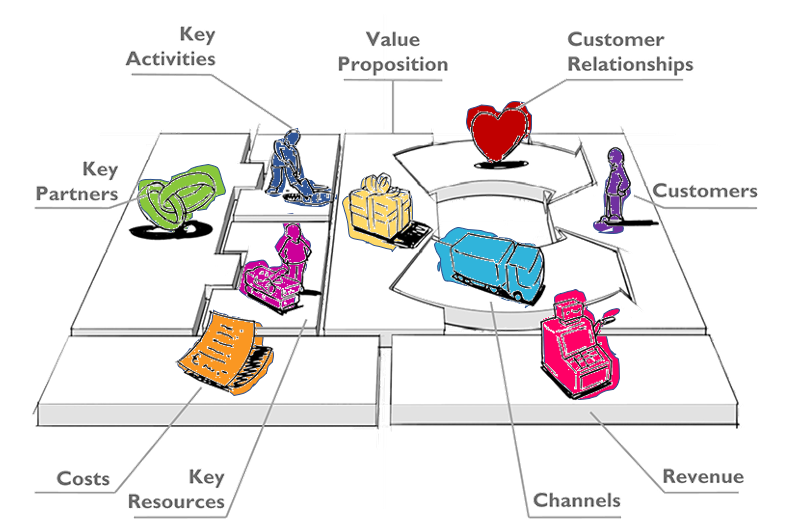 Key
Activities
Value
Proposition
Customer
Relationships
Key
Partners
Customers
Costs
Key
Resources
Channels
Revenue